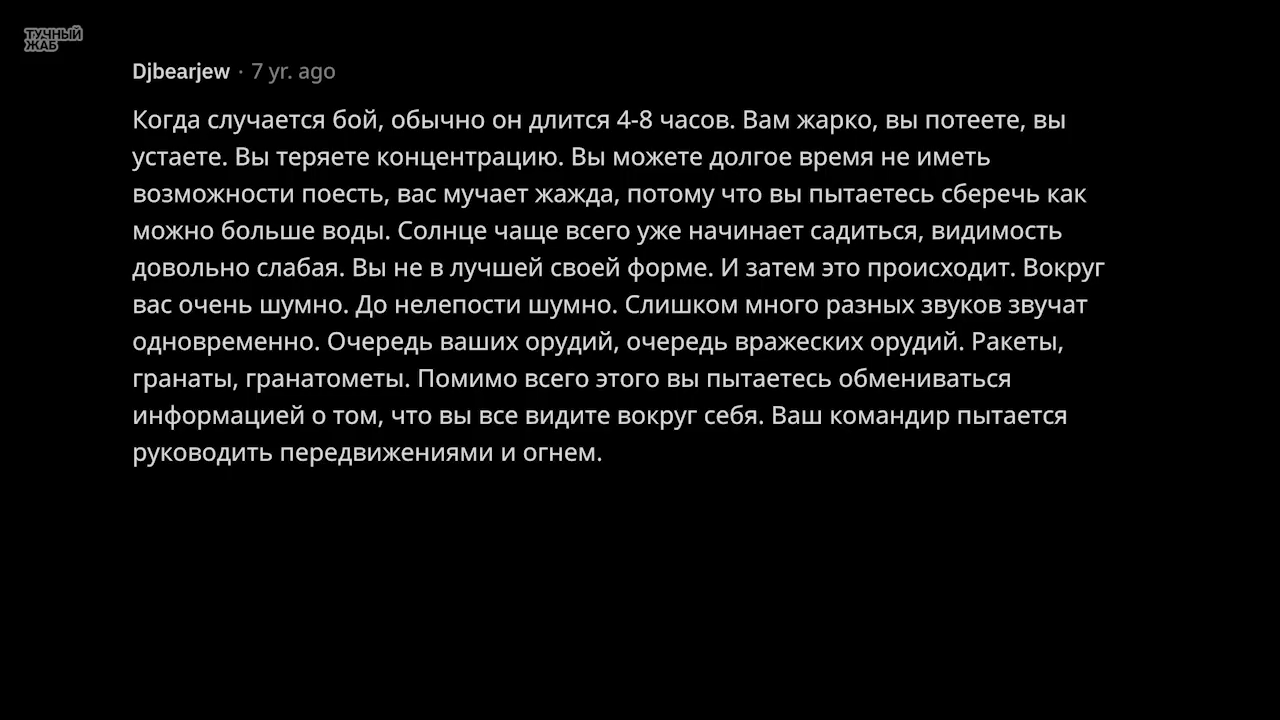 ТУЧНЫЙ
ЖАБ
Djbearjew · 7 yr. ago
Когда случается бой, обычно он длится 4-8 часов. Вам жарко, вы потеете, вы
устаете. Вы теряете концентрацию. Вы можете долгое время не иметь
возможности поесть, вас мучает жажда, потому что вы пытаетесь сберечь как
можно больше воды. Солнце чаще всего уже начинает садиться, видимость
довольно слабая. Вы не в лучшей своей форме. И затем это происходит. Вокруг
вас очень шумно. До нелепости шумно. Слишком много разных звуков звучат
одновременно. Очередь ваших орудий, очередь вражеских орудий. Ракеты,
гранаты, гранатометы. Помимо всего этого вы пытаетесь обмениваться
информацией о том, что вы все видите вокруг себя. Ваш командир пытается
руководить передвижениями и огнем.